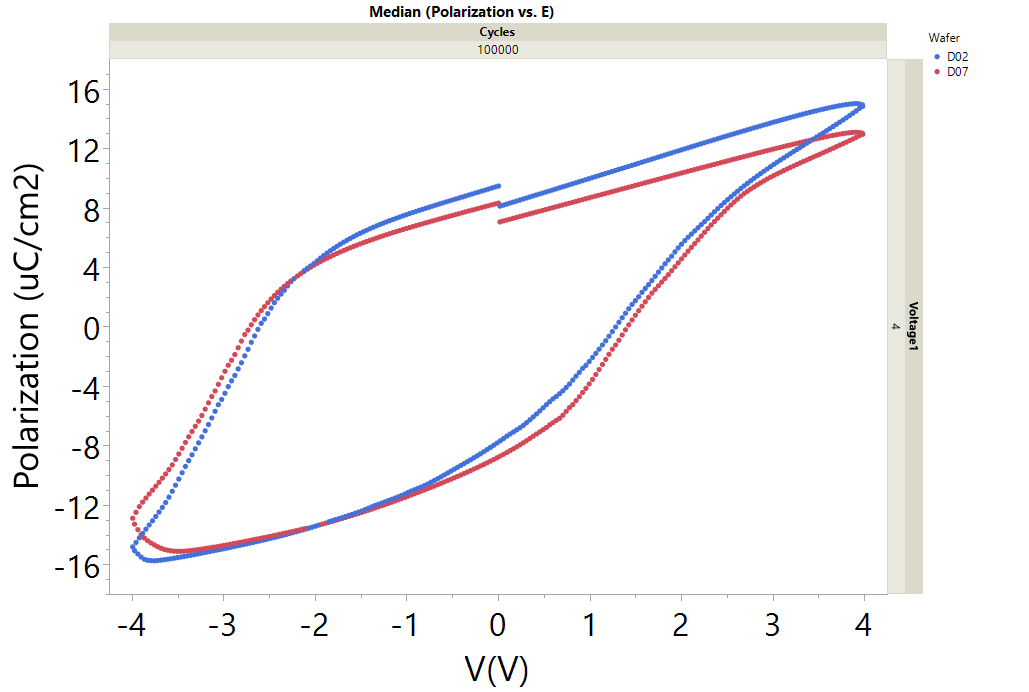 Median (Polarization vs. E)
Cycles
100000
Wafer
D02
D07
Polarization (uC/cm2)
16
12
8
4
0
-4
-8
-12
-16
Voltage1
4
-4 -3 -2 -1 0 1 2 3 4
V(V)